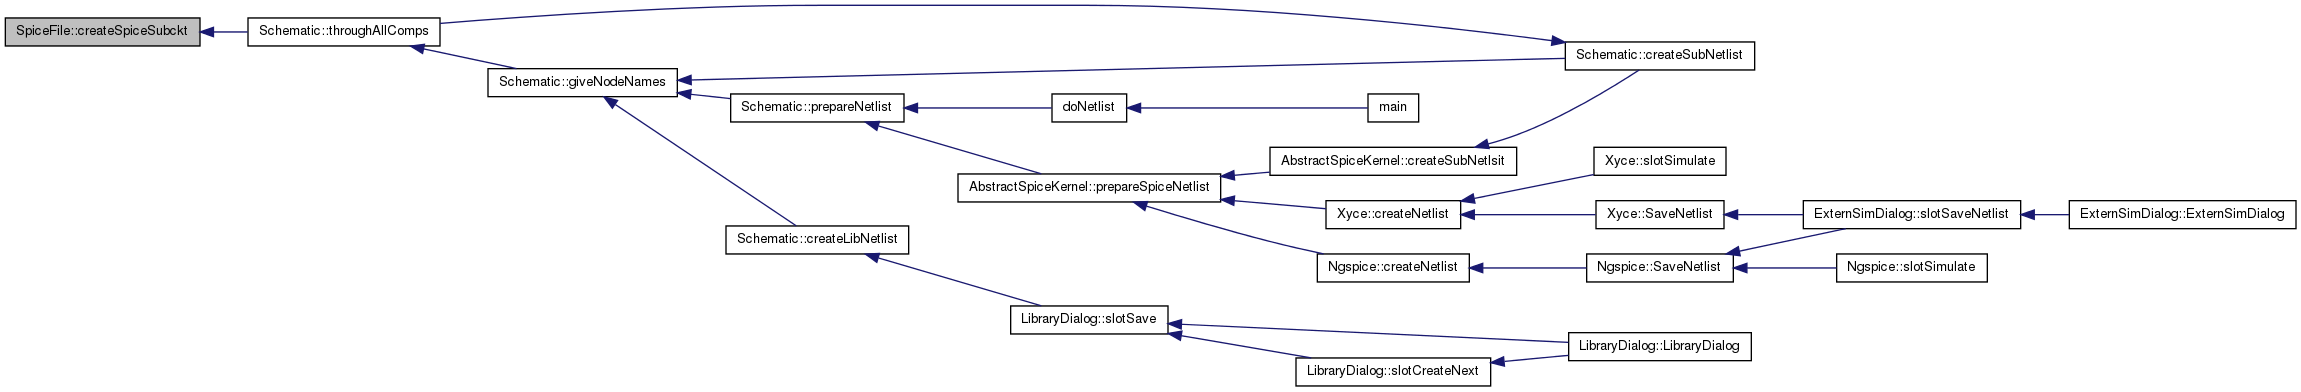 SpiceFile::createSpiceSubckt
Schematic::throughAllComps
Schematic::createSubNetlist
Schematic::giveNodeNames
Schematic::prepareNetlist
doNetlist
main
AbstractSpiceKernel::createSubNetlsit
Xyce::slotSimulate
AbstractSpiceKernel::prepareSpiceNetlist
Xyce::createNetlist
Xyce::SaveNetlist
ExternSimDialog::slotSaveNetlist
ExternSimDialog::ExternSimDialog
Schematic::createLibNetlist
Ngspice::createNetlist
Ngspice::SaveNetlist
Ngspice::slotSimulate
LibraryDialog::slotSave
LibraryDialog::LibraryDialog
LibraryDialog::slotCreateNext